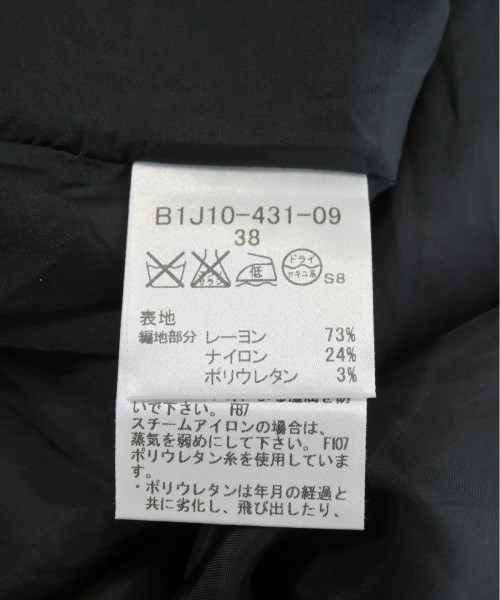 B1J10-431-09
38
低
ドライ
セキユ系
S8
表地
編地部分 レーヨン 73%
ナイロン 24%
ポリウレタン 3%
いで下さい。 FB7
スチームアイロンの場合は、
蒸気を弱めにして下さい。 F107
ポリウレタン糸を使用していま
す。
・ポリウレタンは年月の経過と
共に劣化し、飛び出したり、